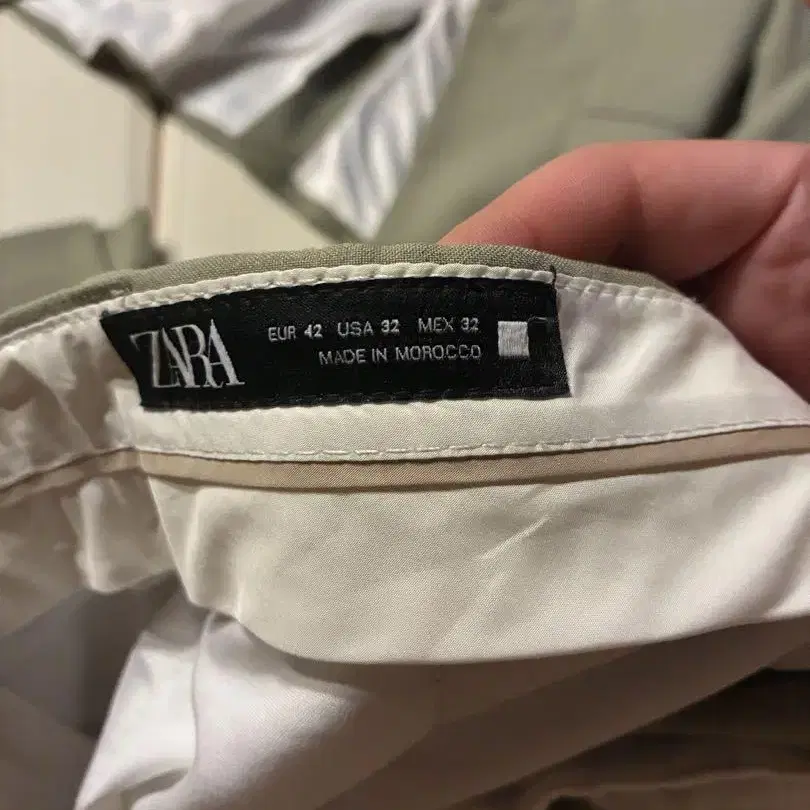 ZARA
EUR 42 USA 32 MEX 32
MADE IN MOROCCO